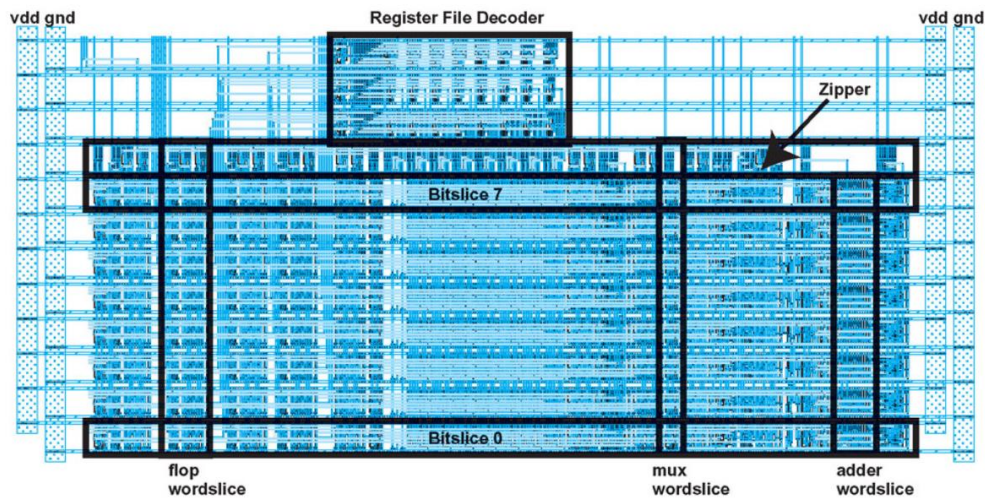 vdd gnd
Register File Decoder
vdd gnd
Zipper
Bitslice 7
Bitslice 0
flop
wordslice
mux
wordslice
adder
wordslice